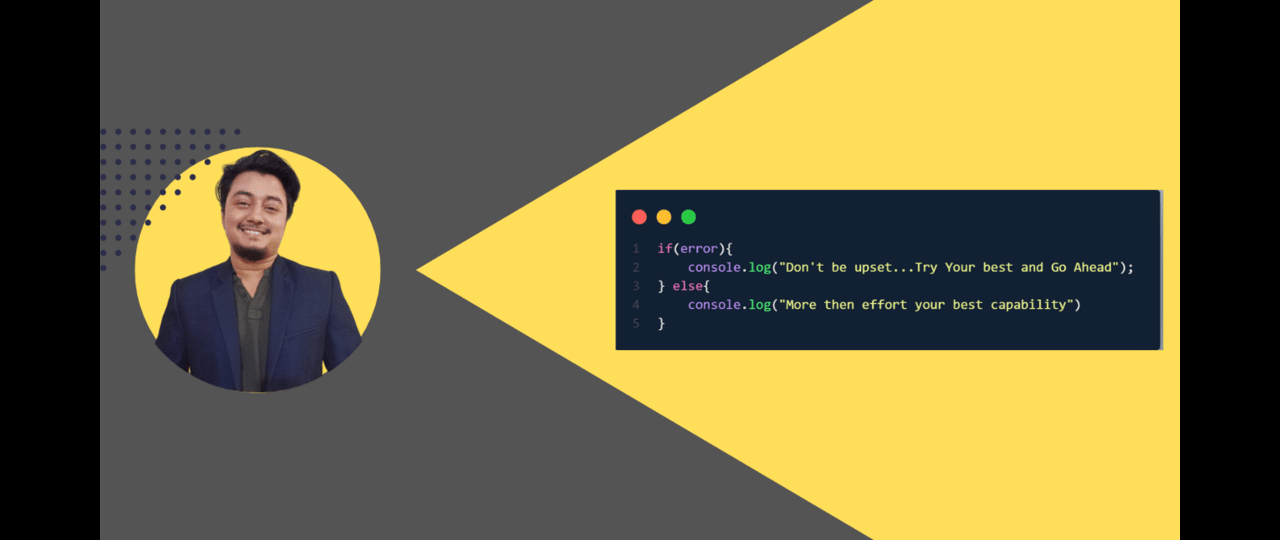 1 if(error){
2 console.log("Don't be upset...Try Your best and Go Ahead");
3 } else{
4 console.log("More then effort your best capability")
5 }